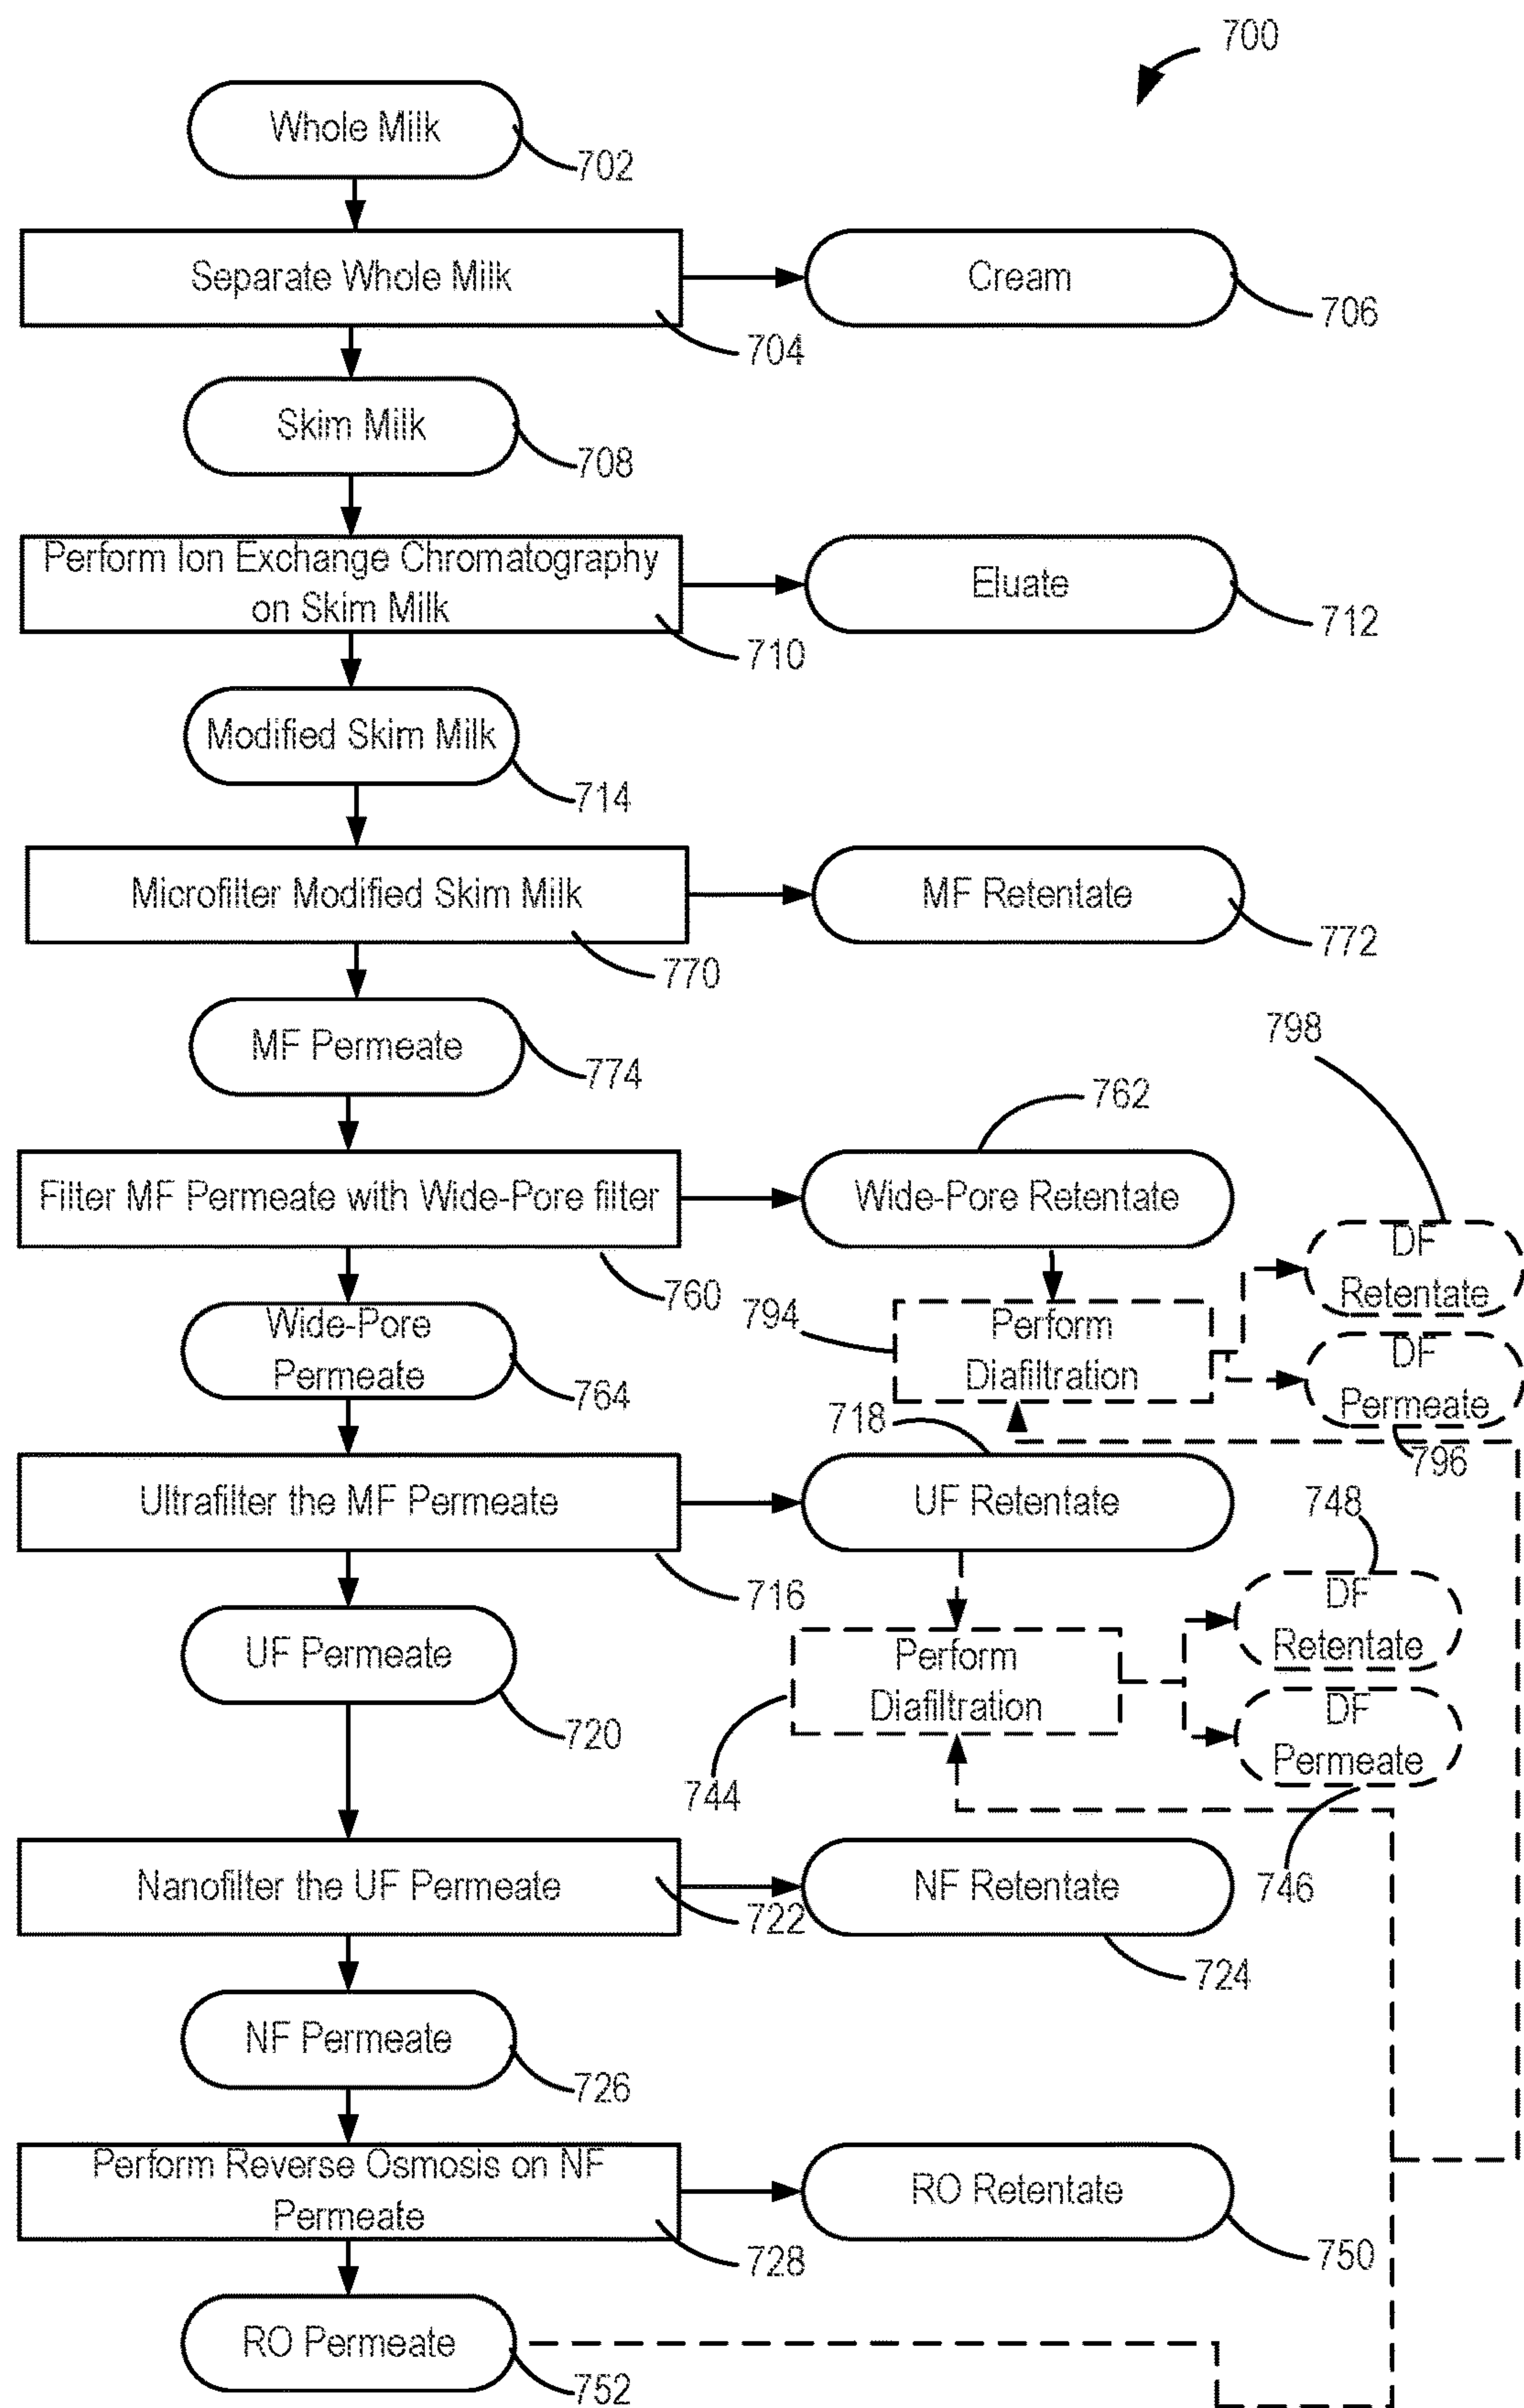 700
Whole Milk
702
Separate Whole Milk
Cream
706
704
Skim Milk
708
Perform Ion Exchange Chromatography
on Skim Milk
Eluate
712
710
Modified Skim Milk
714
Microfilter Modified Skim Milk
MF Retentate
772
770
MF Permeate
774
798
762
Filter MF Permeate with Wide-Pore filter
Wide-Pore Retentate
760
DF
Retentate
794
Perform
Diafiltration
DF
Permeate
796
Wide-Pore
Permeate
764
718
Ultrafilter the MF Permeate
UF Retentate
748
716
DF
Retentate
UF Permeate
720
Perform
Diafiltration
744
DF
Permeate
746
Nanofilter the UF Permeate
722
NF Retentate
724
NF Permeate
726
Perform Reverse Osmosis on NF
Permeate
RO Retentate
750
728
RO Permeate
752